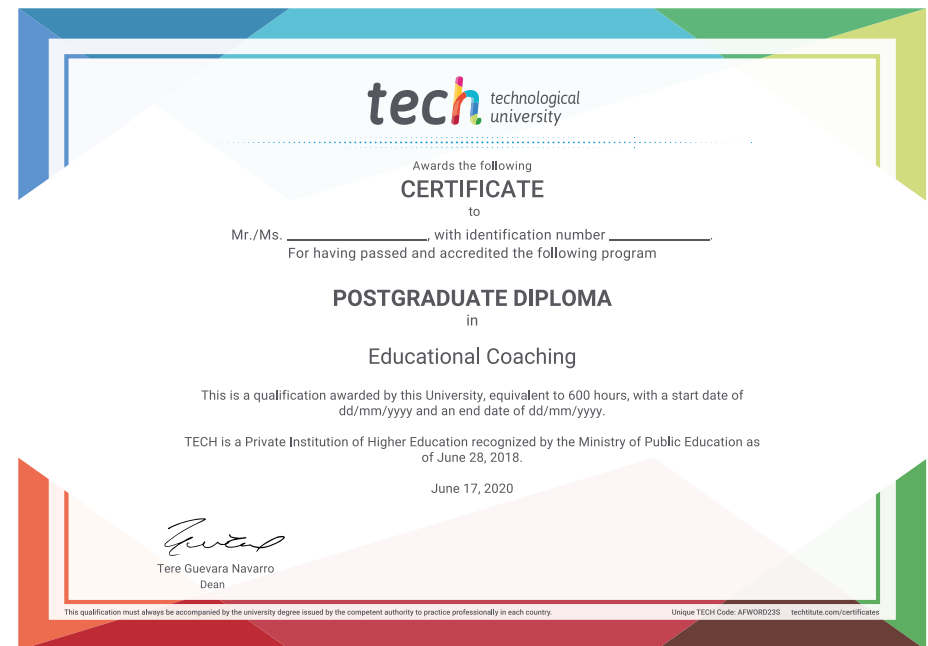 tech technological
university
Awards the following
CERTIFICATE
to
Mr./Ms. ____________________, with identification number ______________.
For having passed and accredited the following program
POSTGRADUATE DIPLOMA
in
Educational Coaching
This is a qualification awarded by this University, equivalent to 600 hours, with a start date of
dd/mm/yyyy and an end date of dd/mm/yyyy.
TECH is a Private Institution of Higher Education recognized by the Ministry of Public Education as
of June 28, 2018.
June 17, 2020
Tere Guevara Navarro
Dean
This qualification must always be accompanied by the university degree issued by the competent authority to practice professionally in each country. Unique TECH Code: AFWORD23S techtitute.com/certificates